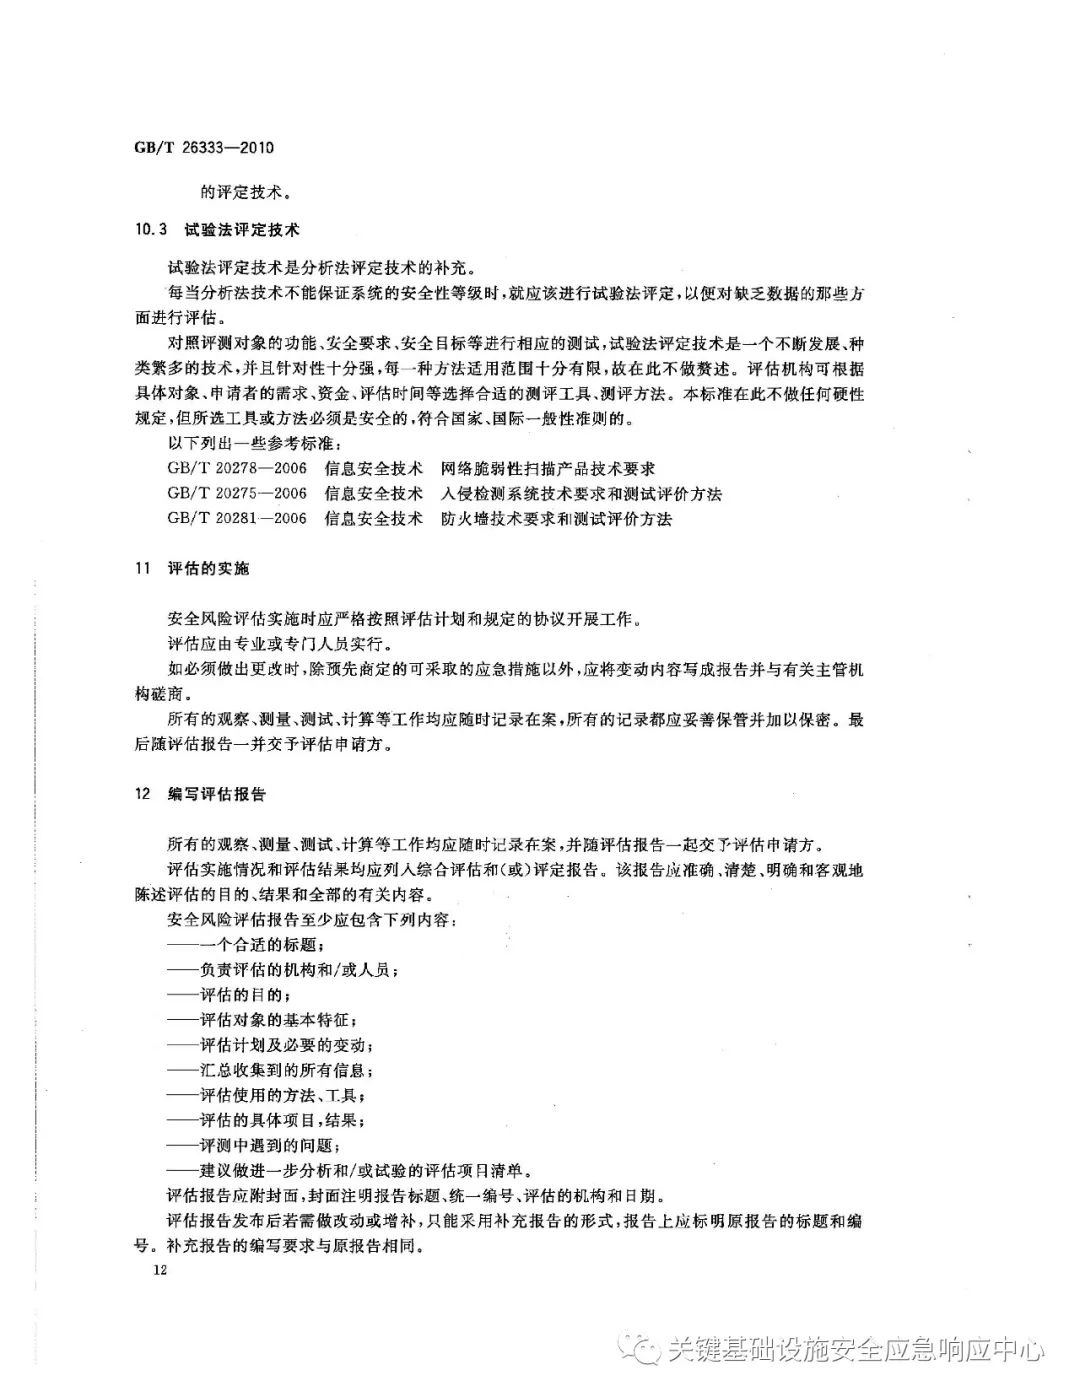 GB/T 26333—2010
的评定技术。
10.3 试验法评定技术
试验法评定技术是分析法评定技术的补充。
每当分析法技术不能保证系统的安全性等级时,就应该进行试验法评定,以便对缺乏数据的那些方
面进行评估。
对照评测对象的功能、安全要求、安全目标等进行相应的测试,试验法评定技术是一个不断发展、种
类繁多的技术,并且针对性十分强,每一种方法适用范围十分有限,故在此不做赘述。评估机构可根据
具体对象、申请者的需求、资金、评估时间等选择合适的测评工具、测评方法。本标准在此不做任何硬性
规定,但所选工具或方法必须是安全的,符合国家、国际一般性准则的。
以下列出一些参考标准:
GB/T 20278—2006 信息安全技术 网络脆弱性扫描产品技术要求
GB/T 20275—2006 信息安全技术 入侵检测系统技术要求和测试评价方法
GB/T 20281—2006 信息安全技术 防火墙技术要求和测试评价方法
11 评估的实施
安全风险评估实施时应严格按照评估计划和规定的协议开展工作。
评估应由专业或专门人员实行。
如必须做出更改时,除预先商定的可采取的应急措施以外,应将变动内容写成报告并与有关主管机
构磋商。
所有的观察、测量、测试、计算等工作均应随时记录在案,所有的记录都应妥善保管并加以保密。最
后随评估报告一并交予评估申请方。
12 编写评估报告
所有的观察、测量、测试、计算等工作均应随时记录在案,并随评估报告一起交予评估申请方。
评估实施情况和评估结果均应列入综合评估和(或)评定报告。该报告应准确、清楚、明确和客观地
陈述评估的目的、结果和全部的有关内容。
安全风险评估报告至少应包含下列内容:
——一个合适的标题;
——负责评估的机构和/或人员;
——评估的目的;
——评估对象的基本特征;
——评估计划及必要的变动;
——汇总收集到的所有信息;
——评估使用的方法、工具;
——评估的具体项目,结果;
——评测中遇到的问题;
——建议做进一步分析和/或试验的评估项目清单。
评估报告应附封面,封面注明报告标题、统一编号、评估的机构和日期。
评估报告发布后若需做改动或增补,只能采用补充报告的形式,报告上应标明原报告的标题和编
号。补充报告的编写要求与原报告相同。
12
关键基础设施安全应急响应中心